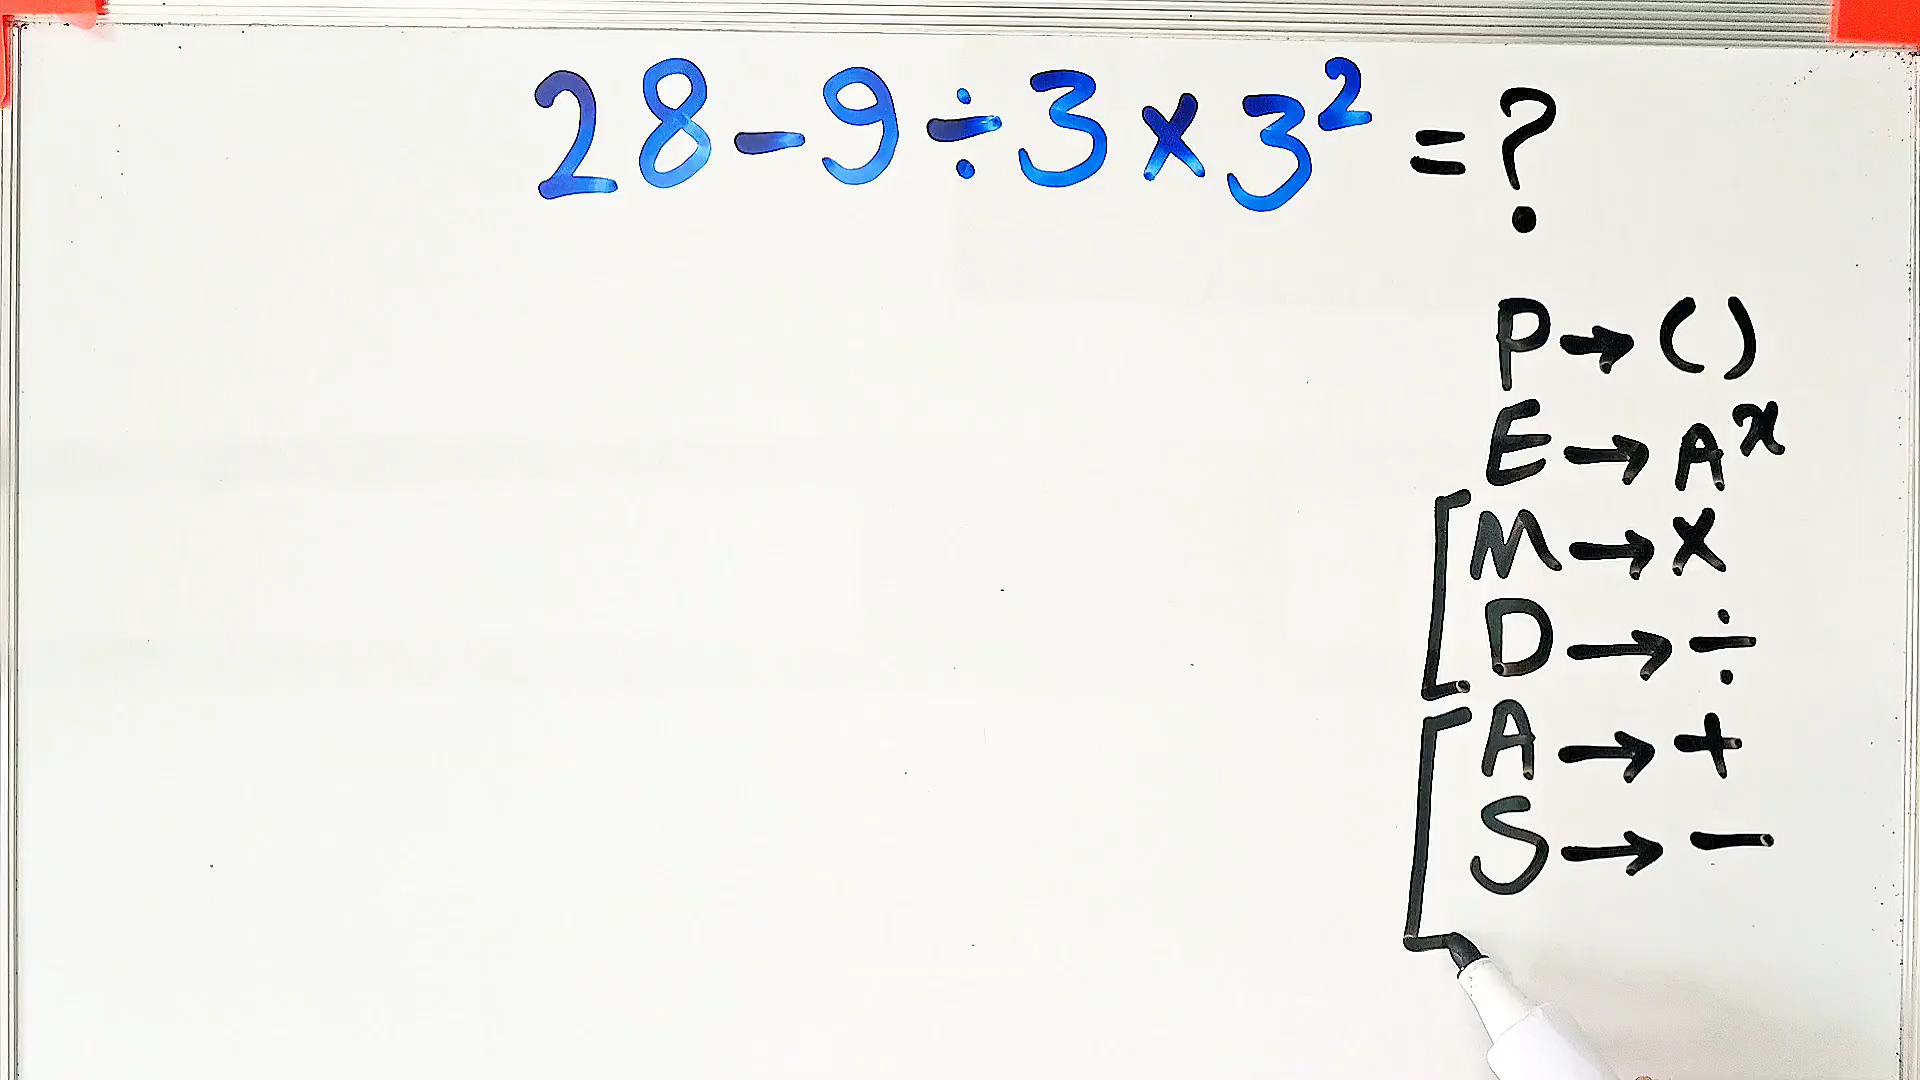 28-9÷3×3² =?
P→( )
E→Aˣ
M→×
D→÷
A→+
S→-